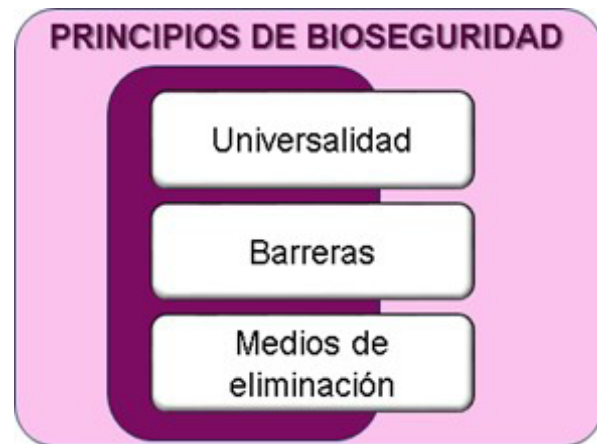 PRINCIPIOS DE BIOSEGURIDAD
Universalidad
Barreras
Medios de
eliminación